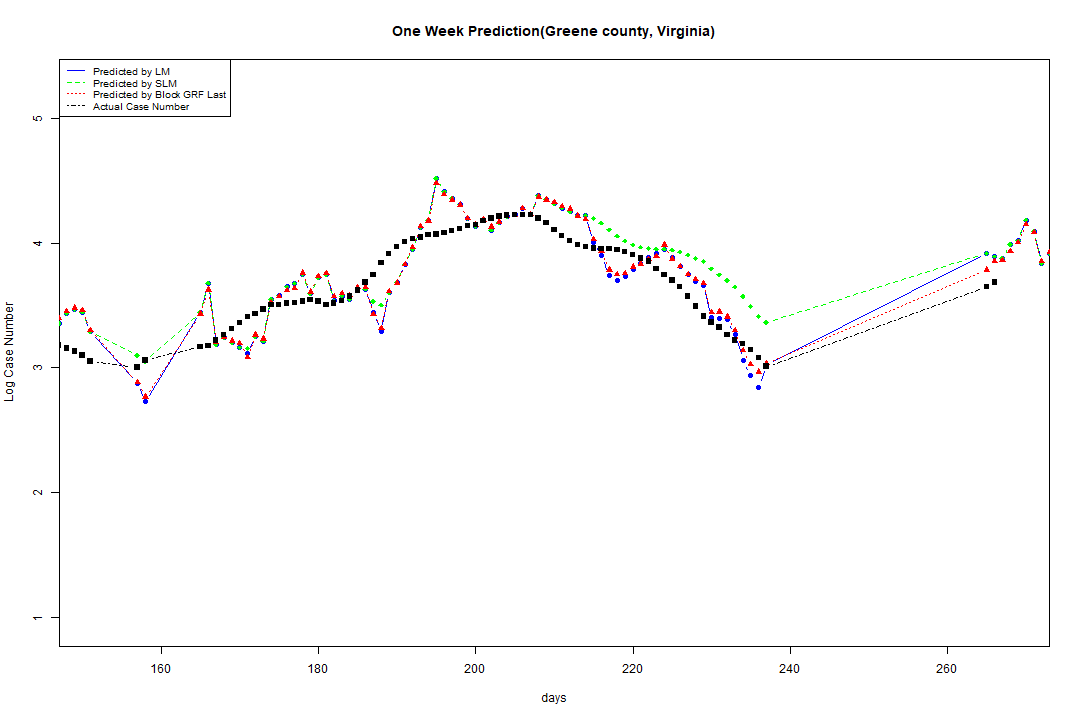 One Week Prediction(Greene county, Virginia)
Predicted by LM
Predicted by SLM
Predicted by Block GRF Last
Actual Case Number
5
4
3
2
1
Log Case Number
160 180 200 220 240 260
days